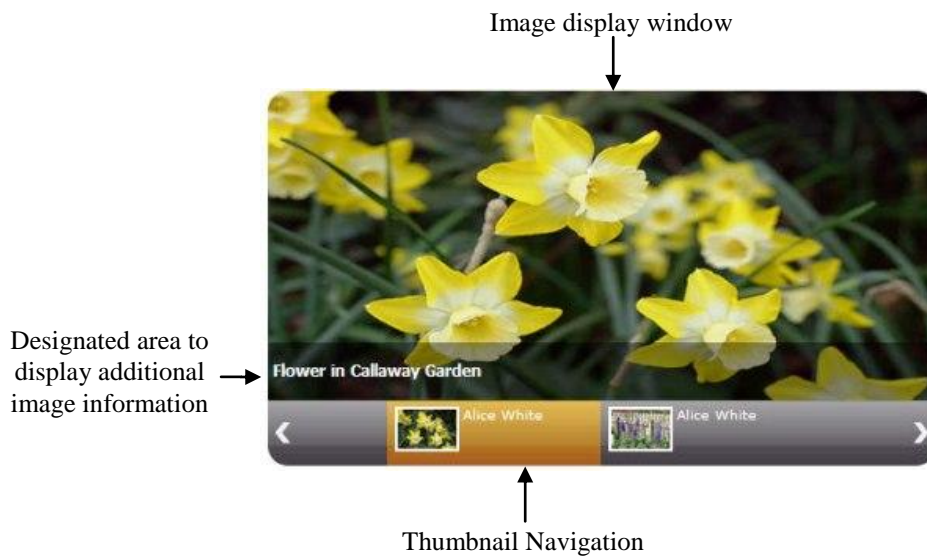 Image display window
Designated area to
display additional
image information
Flower in Callaway Garden
Alice White
Alice White
Thumbnail Navigation